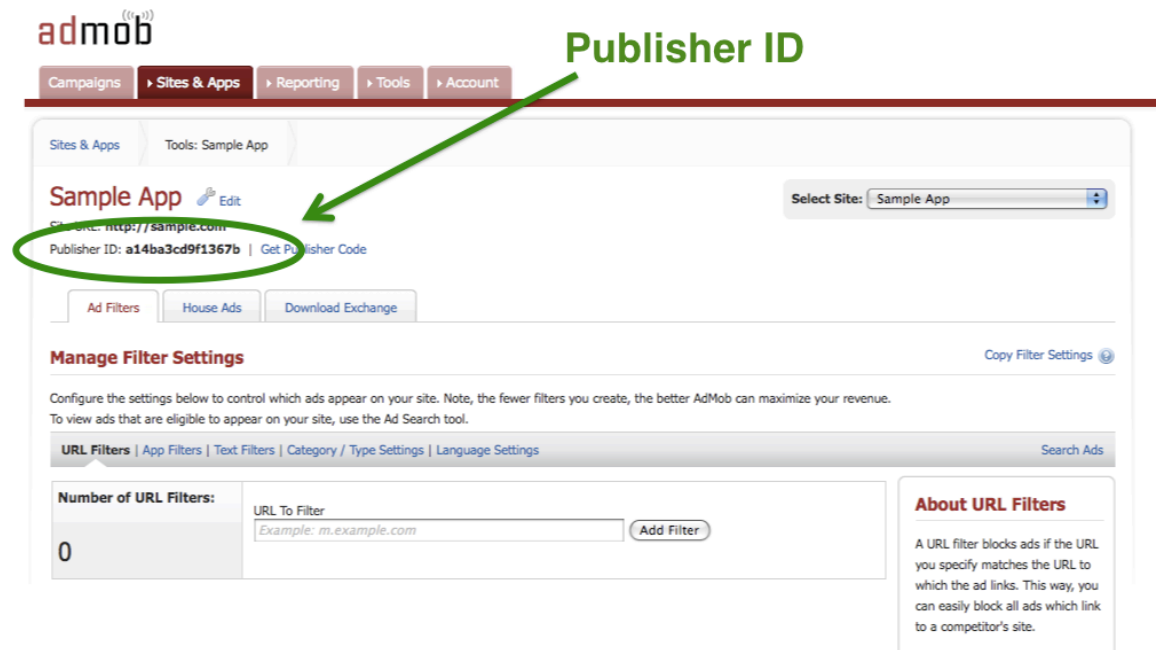 admob
Publisher ID
Campaigns Sites & Apps Reporting Tools Account
Sites & Apps Tools: Sample App
Sample App Edit
Select Site: Sample App
Site URL: http://sample.com
Publisher ID: a14ba3cd9f1367b | Get Publisher Code
Ad Filters House Ads Download Exchange
Manage Filter Settings
Copy Filter Settings
Configure the settings below to control which ads appear on your site. Note, the fewer filters you create, the better AdMob can maximize your revenue.
To view ads that are eligible to appear on your site, use the Ad Search tool.
URL Filters | App Filters | Text Filters | Category / Type Settings | Language Settings Search Ads
Number of URL Filters:
0
URL To Filter
Example: m.example.com Add Filter
About URL Filters
A URL filter blocks ads if the URL
you specify matches the URL to
which the ad links. This way, you
can easily block all ads which link
to a competitor's site.